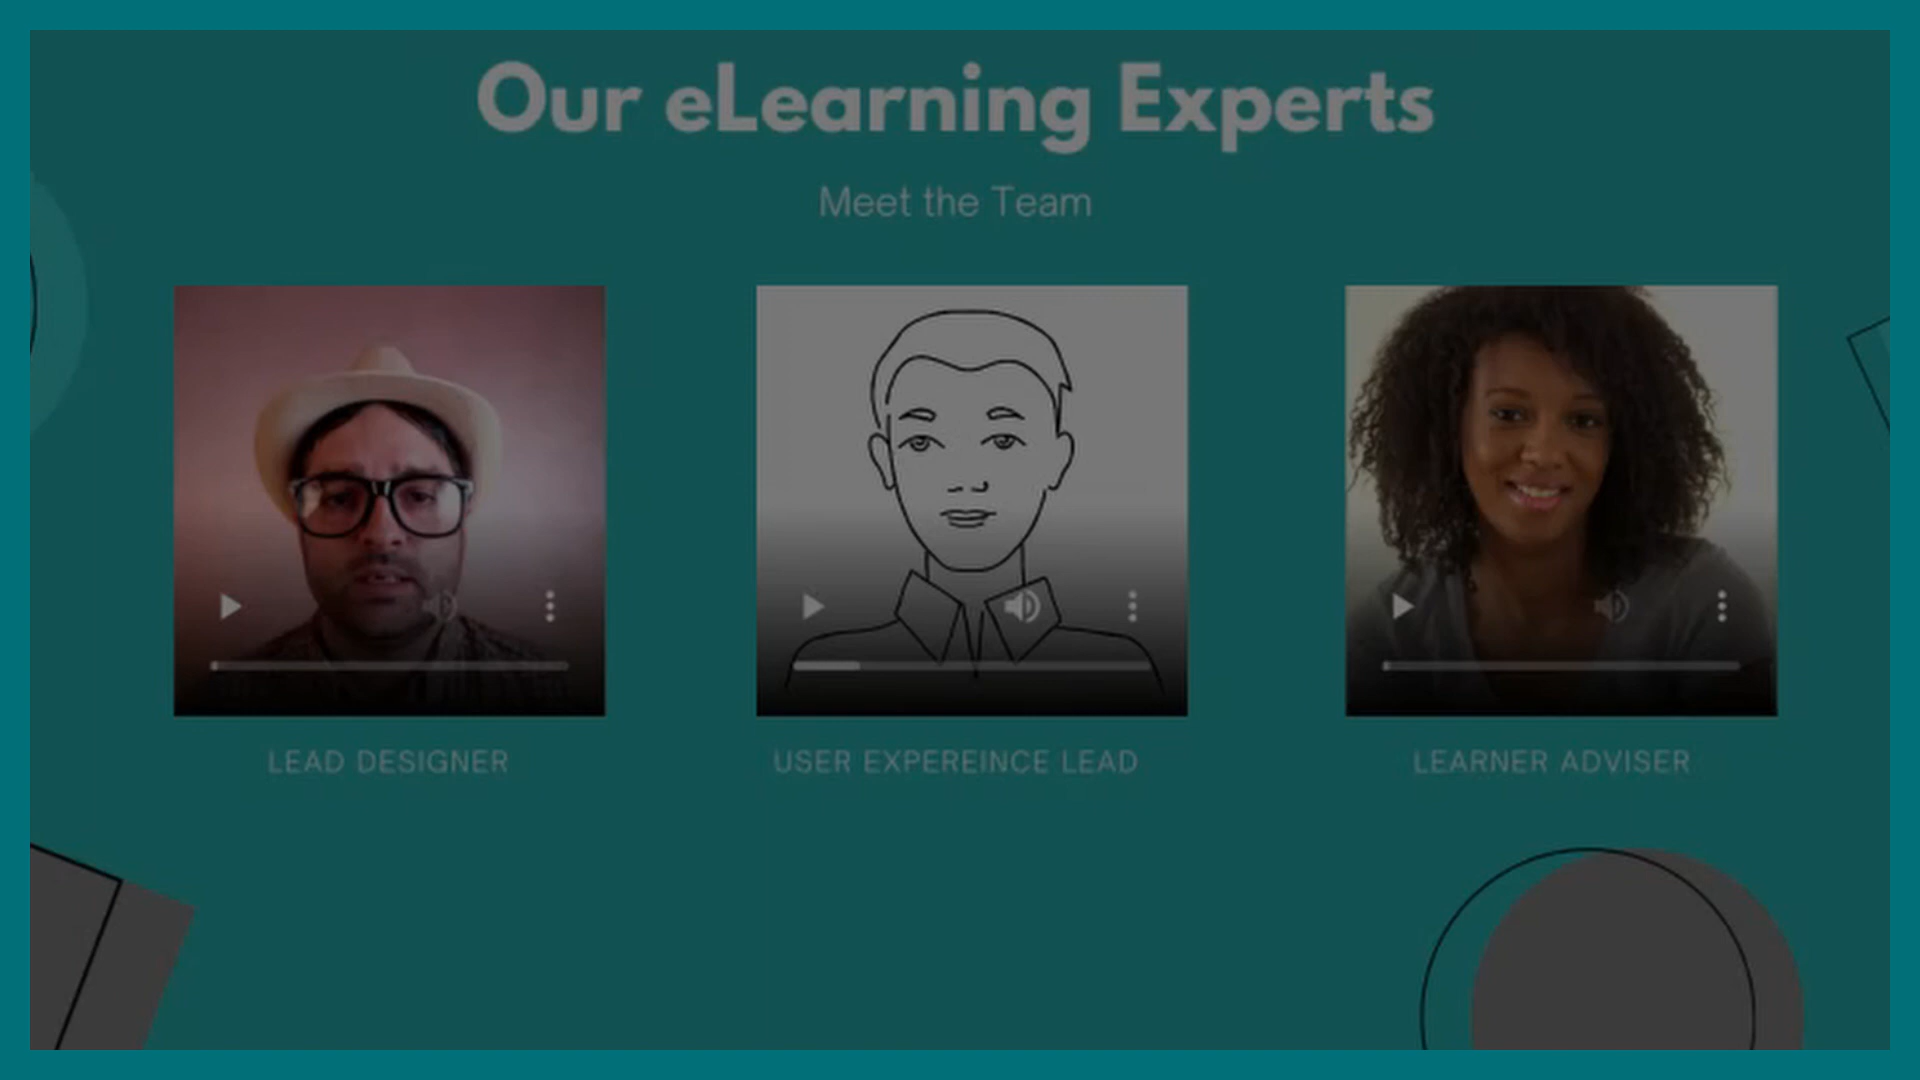 Our eLearning Experts
Meet the Team
LEAD DESIGNER
USER EXPEREINCE LEAD
LEARNER ADVISER